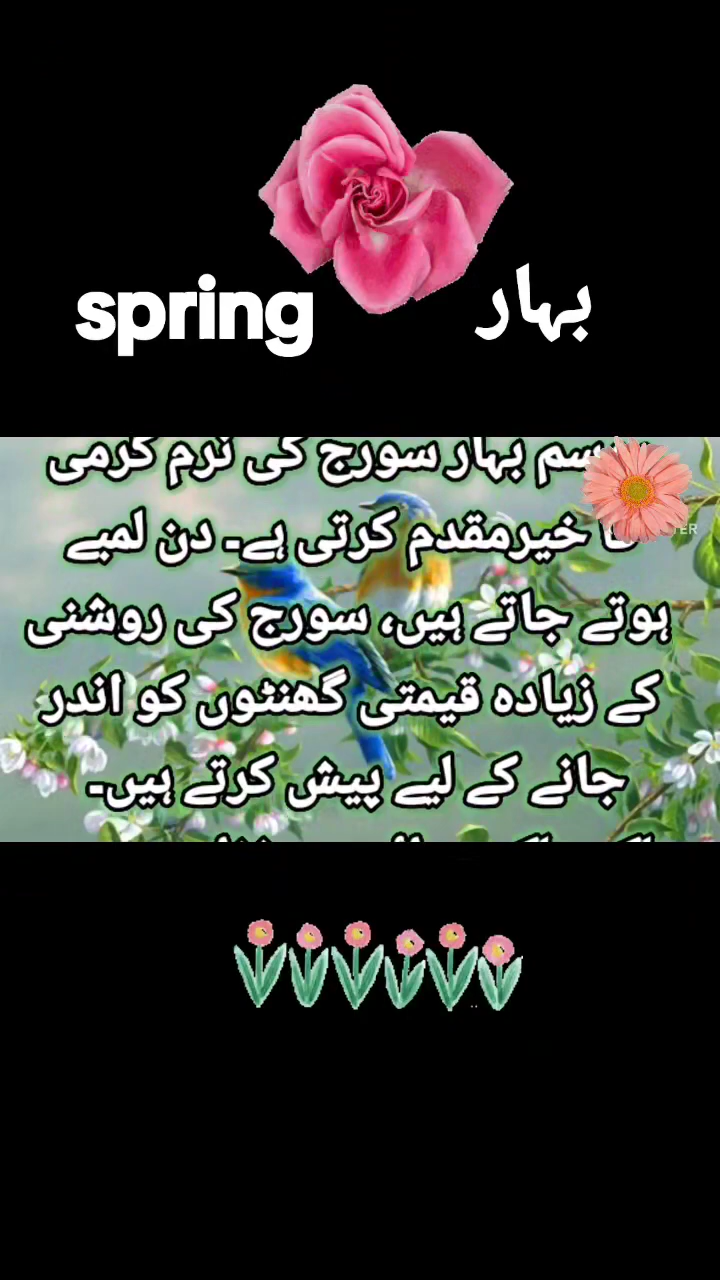 spring
بہار
بہار سورج کی نرم گرمی
خیرمقدم کرتی ہے۔ دن لمبے
ہوتے جاتے ہیں، سورج کی روشنی
کے زیادہ قیمتی گھنٹوں کو اندر
جانے کے لیے پیش کرتے ہیں۔